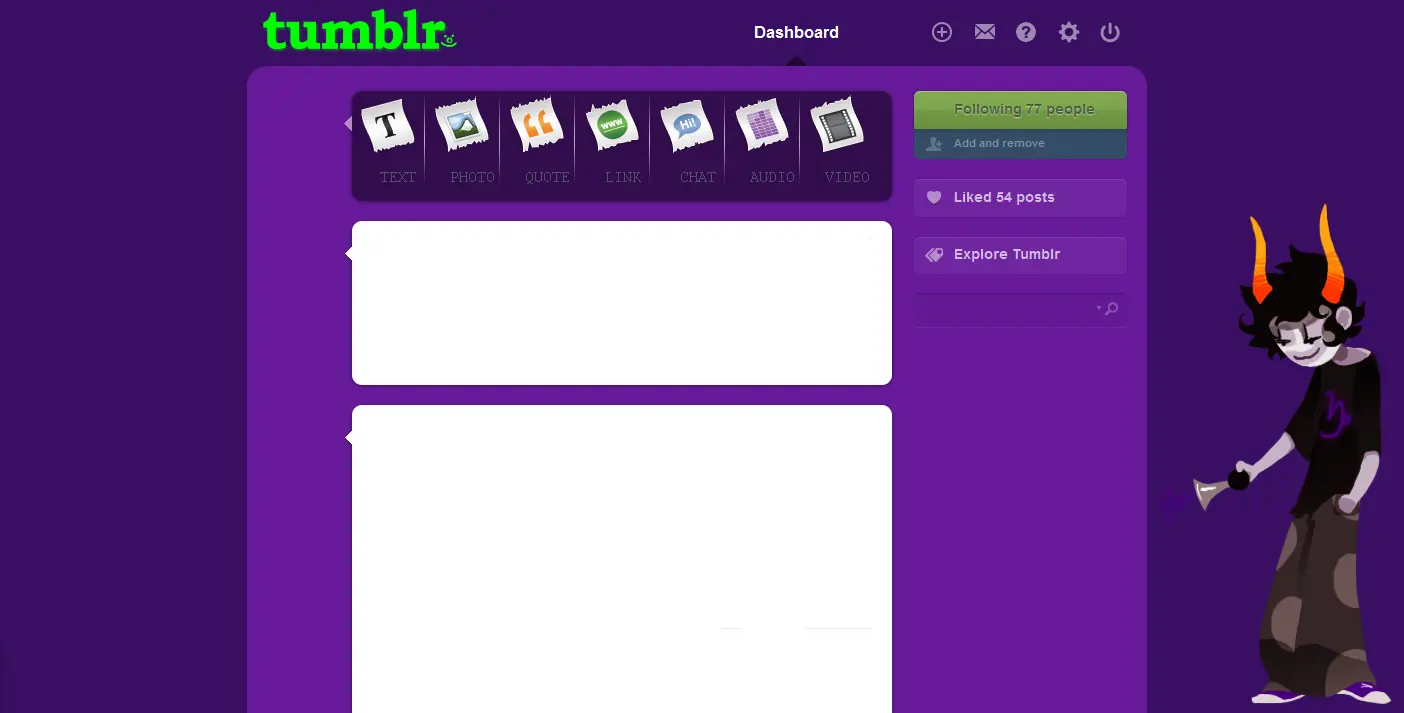 tumblr
Dashboard
TEXT
PHOTO
QUOTE
LINK
CHAT
AUDIO
VIDEO
T
www
Hi!
Following 77 people
Add and remove
Liked 54 posts
Explore Tumblr